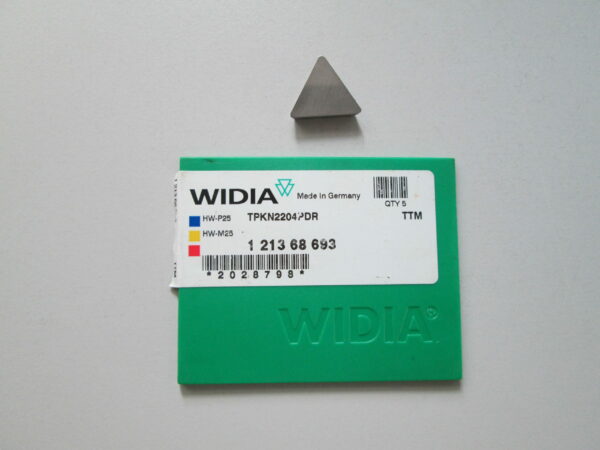 WIDIA Made in Germany
QTY 5
HW-P25 TPKN2204PDR TTM
HW-M25
1 213 68 693
*2028798*
WIDIA®